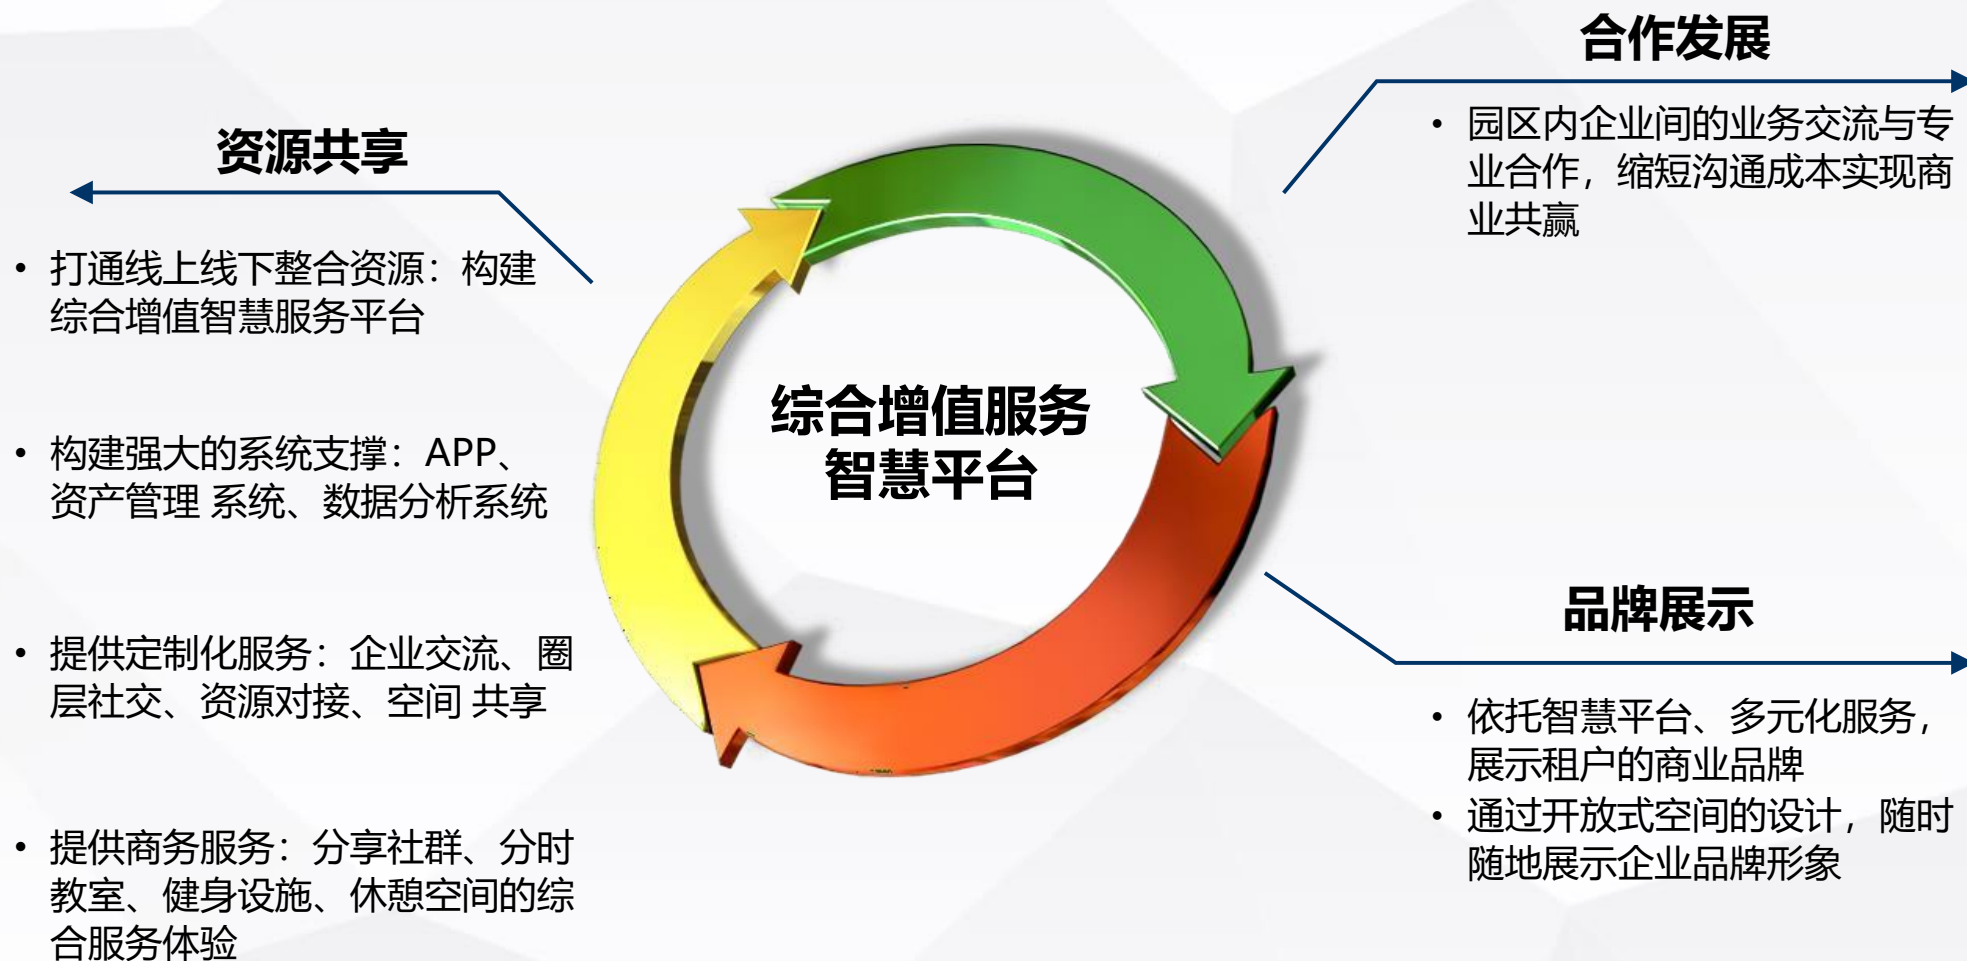 资源共享
• 打通线上线下整合资源：构建
综合增值智慧服务平台
• 构建强大的系统支撑：APP、
资产管理 系统、数据分析系统
• 提供定制化服务：企业交流、圈
层社交、资源对接、空间 共享
• 提供商务服务：分享社群、分时
教室、健身设施、休憩空间的综
合服务体验
综合增值服务
智慧平台
合作发展
• 园区内企业间的业务交流与专
业合作，缩短沟通成本实现商
业共赢
品牌展示
• 依托智慧平台、多元化服务，
展示租户的商业品牌
• 通过开放式空间的设计，随时
随地展示企业品牌形象